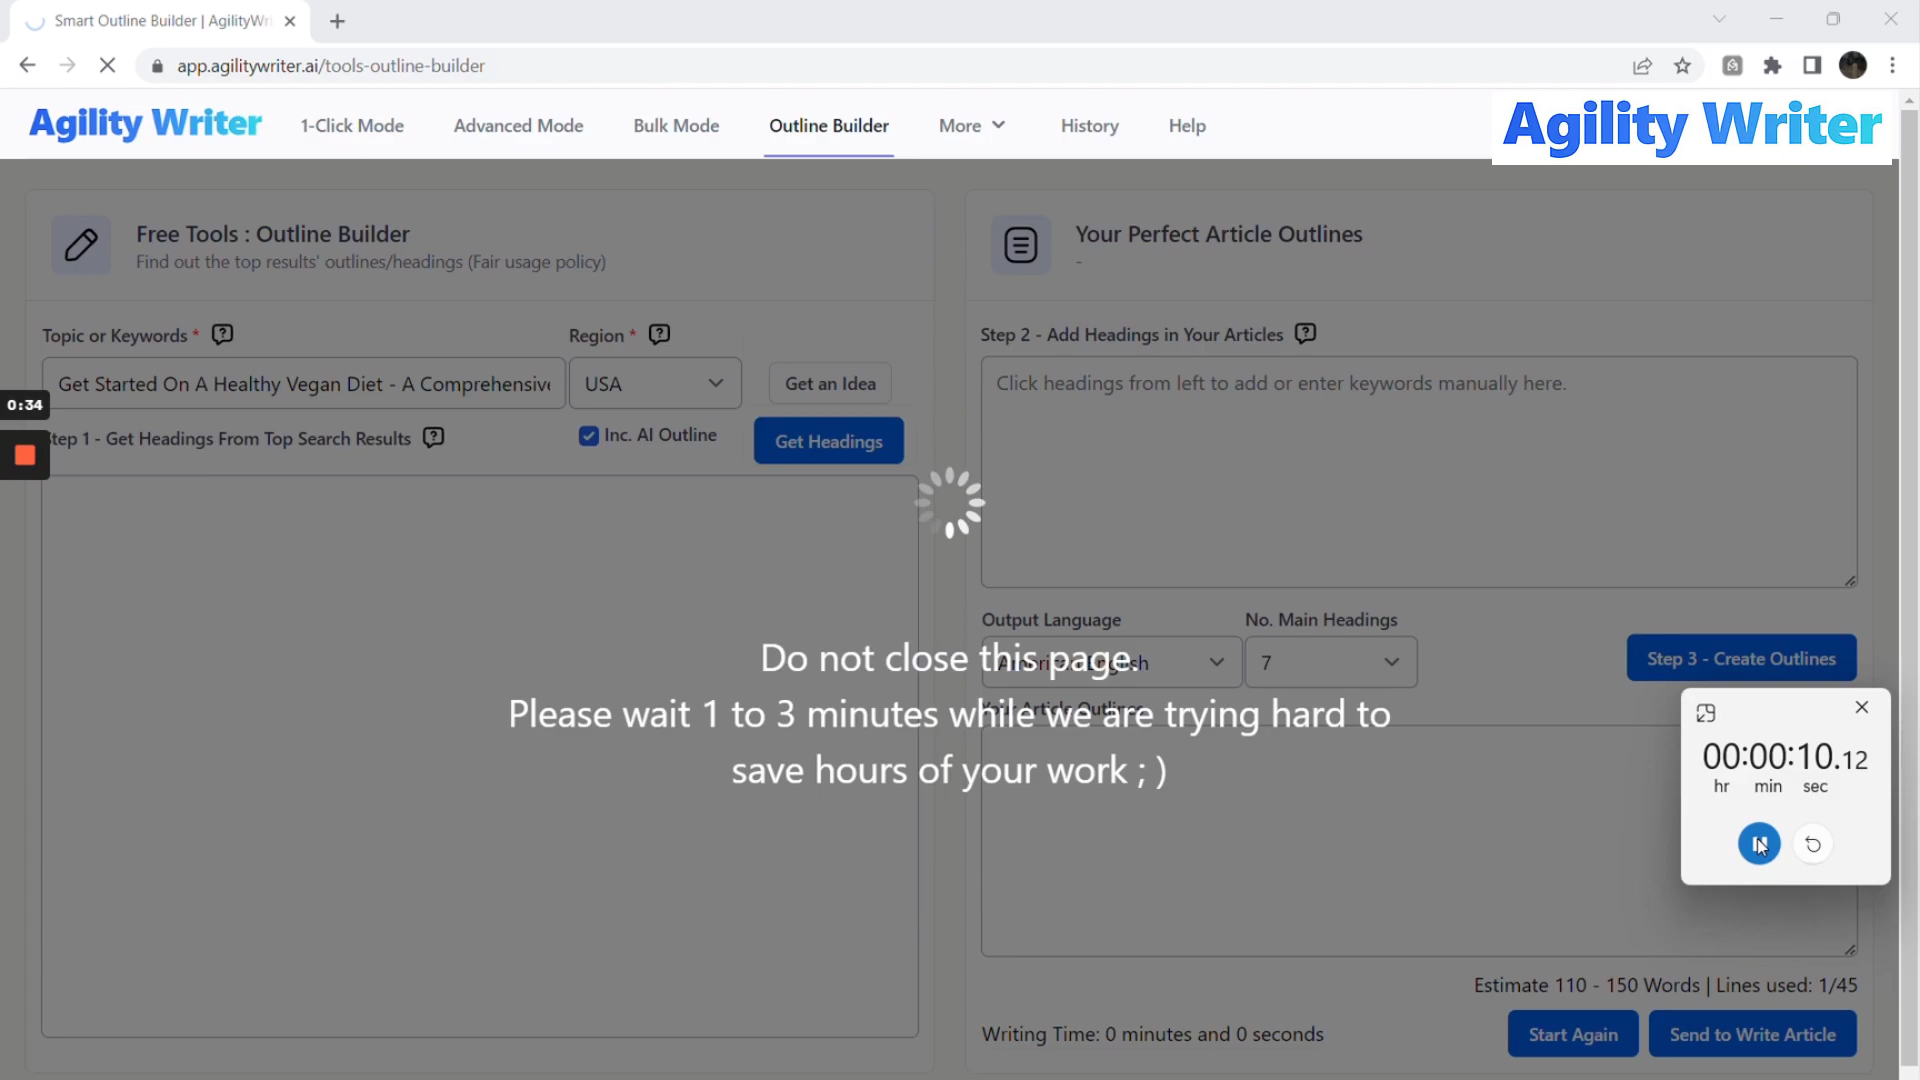 Smart Outline Builder | AgilityWri
app.agilitywriter.ai/tools-outline-builder
Agility Writer
1-Click Mode
Advanced Mode
Bulk Mode
Outline Builder
More
History
Help
Agility Writer
Free Tools : Outline Builder
Find out the top results' outlines/headings (Fair usage policy)
Your Perfect Article Outlines
-
Topic or Keywords *
Region *
Get Started On A Healthy Vegan Diet - A Comprehensive
USA
Get an Idea
0:34
tep 1 - Get Headings From Top Search Results
Inc. AI Outline
Get Headings
Step 2 - Add Headings in Your Articles
Click headings from left to add or enter keywords manually here.
Do not close this page.
Please wait 1 to 3 minutes while we are trying hard to
save hours of your work ; )
Output Language
No. Main Headings
American English
7
Step 3 - Create Outlines
Your Article Outlines
00:00:10.12
hr min sec
Estimate 110 - 150 Words | Lines used: 1/45
Writing Time: 0 minutes and 0 seconds
Start Again
Send to Write Article